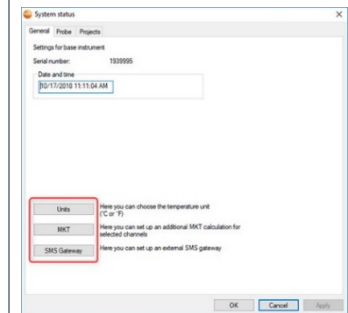 System status
General Probe Projects
Settings for base instrument
Serial number: 1509995
Date and time
10/17/2018 11:11:04 AM
Units
Here you can choose the temperature unit
(°C or °F)
MKT
Here you can set up an additional MKT calculation for
selected channels
SMS Gateway
Here you can set up an external SMS gateway
OK Cancel Apply